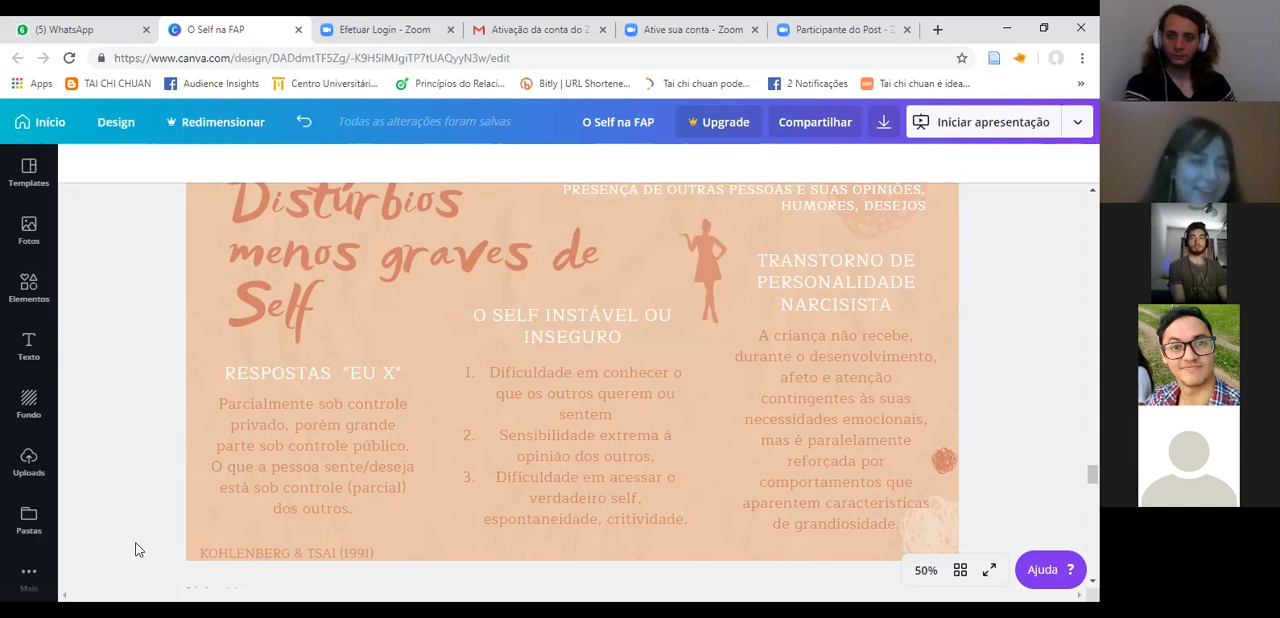 (5) WhatsApp
O Self na FAP
Efetuar Login - Zoom
Ativação da conta do Z
Ative sua conta - Zoom
Participante do Post - Z
https://www.canva.com/design/DADdmtTF5Zg/-K9H5IMJgiTP7tUAQyyN3w/edit
Apps
TAI CHI CHUAN
Audience Insights
Centro Universitári...
Princípios do Relaci...
Bitly | URL Shortene...
Tai chi chuan pode...
2 Notificações
Tai chi chuan é idea...
»
Início
Design
Redimensionar
Todas as alterações foram salvas
O Self na FAP
Upgrade
Compartilhar
Iniciar apresentação
Templates
Fotos
Elementos
Texto
Fundo
Uploads
Pastas
Mais
Distúrbios
menos graves de
Self
PRESENÇA DE OUTRAS PESSOAS E SUAS OPINIÕES,
HUMORES, DESEJOS
RESPOSTAS "EU X"
Parcialmente sob controle
privado, porém grande
parte sob controle público.
O que a pessoa sente/deseja
está sob controle (parcial)
dos outros.
KOHLENBERG & TSAI (1991)
O SELF INSTÁVEL OU
INSEGURO
1. Dificuldade em conhecer o
que os outros querem ou
sentem
2. Sensibilidade extrema à
opinião dos outros.
3. Dificuldade em acessar o
verdadeiro self,
espontaneidade, critividade.
TRANSTORNO DE
PERSONALIDADE
NARCISISTA
A criança não recebe,
durante o desenvolvimento,
afeto e atenção
contingentes às suas
necessidades emocionais,
mas é paralelamente
reforçada por
comportamentos que
aparentem características
de grandiosidade.
50%
Ajuda ?